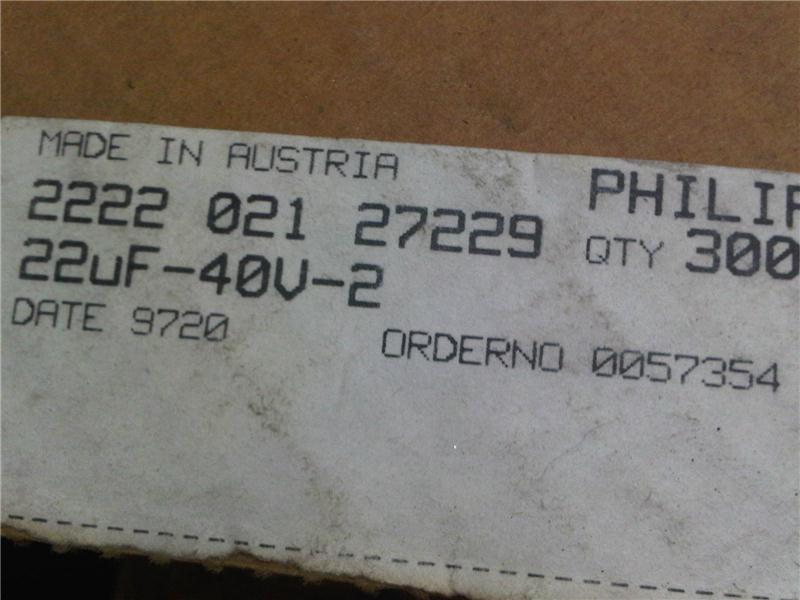 MADE IN AUSTRIA
PHILIP
2222 021 27229
QTY 300
22uF-40V-2
DATE 9720
ORDERNO 0057354